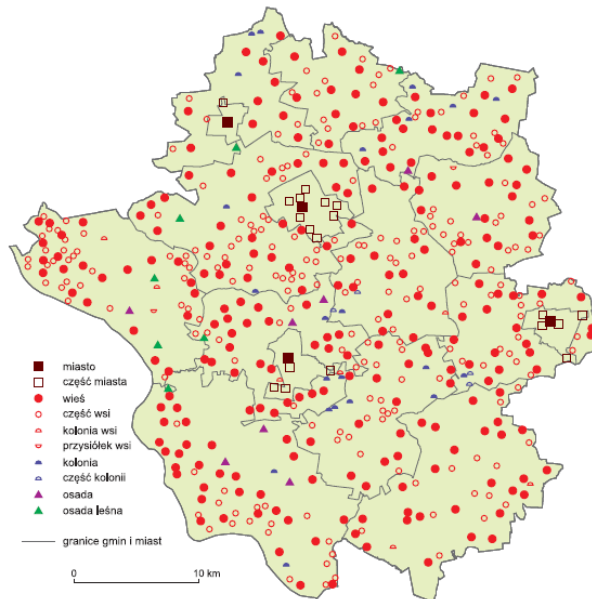 miasto
część miasta
wieś
część wsi
kolonia wsi
przysiółek wsi
kolonia
część kolonii
osada
osada leśna
granice gmin i miast
0 10 km